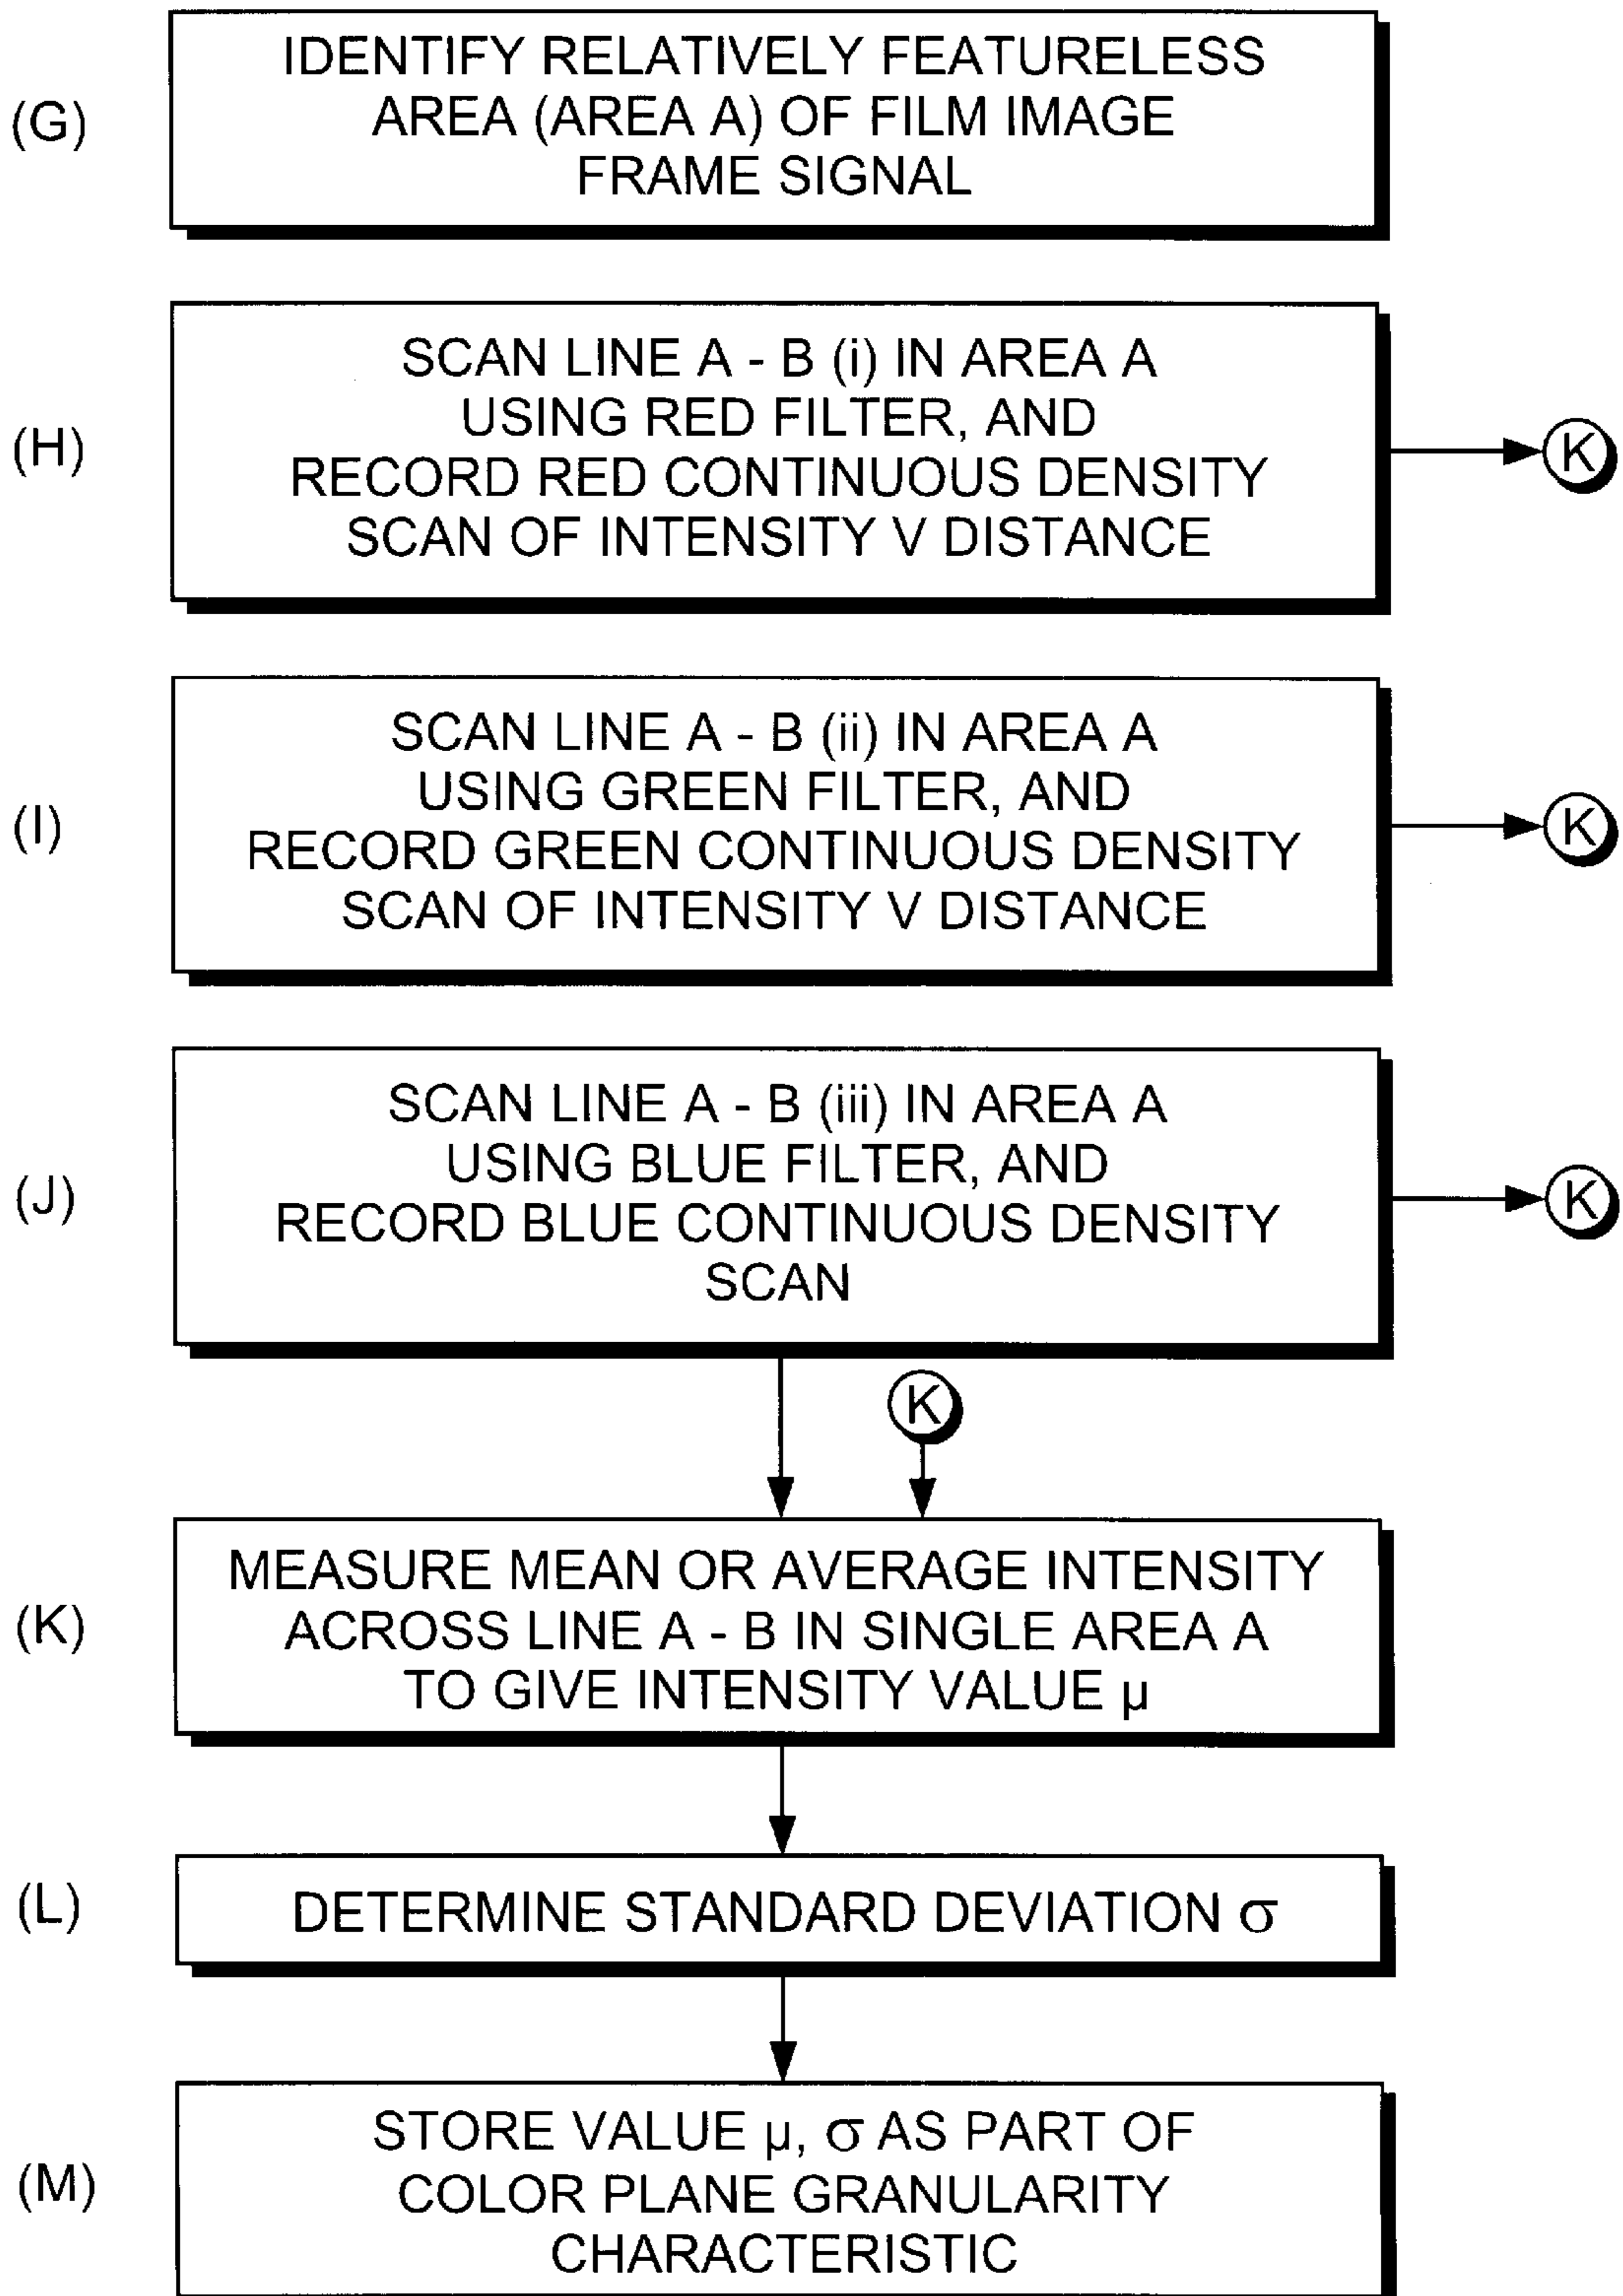 (G)
IDENTIFY RELATIVELY FEATURELESS
AREA (AREA A) OF FILM IMAGE
FRAME SIGNAL
(H)
SCAN LINE A - B (i) IN AREA A
USING RED FILTER, AND
RECORD RED CONTINUOUS DENSITY
SCAN OF INTENSITY V DISTANCE
K
(I)
SCAN LINE A - B (ii) IN AREA A
USING GREEN FILTER, AND
RECORD GREEN CONTINUOUS DENSITY
SCAN OF INTENSITY V DISTANCE
K
(J)
SCAN LINE A - B (iii) IN AREA A
USING BLUE FILTER, AND
RECORD BLUE CONTINUOUS DENSITY
SCAN
K
K
(K)
MEASURE MEAN OR AVERAGE INTENSITY
ACROSS LINE A - B IN SINGLE AREA A
TO GIVE INTENSITY VALUE μ
(L)
DETERMINE STANDARD DEVIATION σ
(M)
STORE VALUE μ, σ AS PART OF
COLOR PLANE GRANULARITY
CHARACTERISTIC